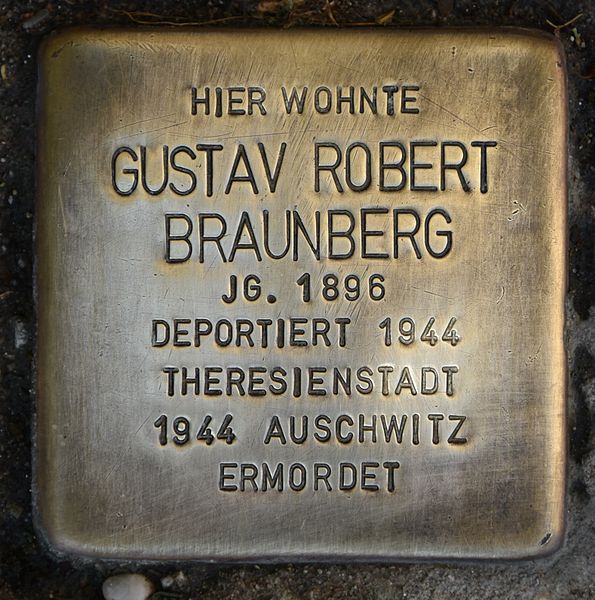 HIER WOHNTE
GUSTAV ROBERT
BRAUNBERG
JG. 1896
DEPORTIERT 1944
THERESIENSTADT
1944 AUSCHWITZ
ERMORDET